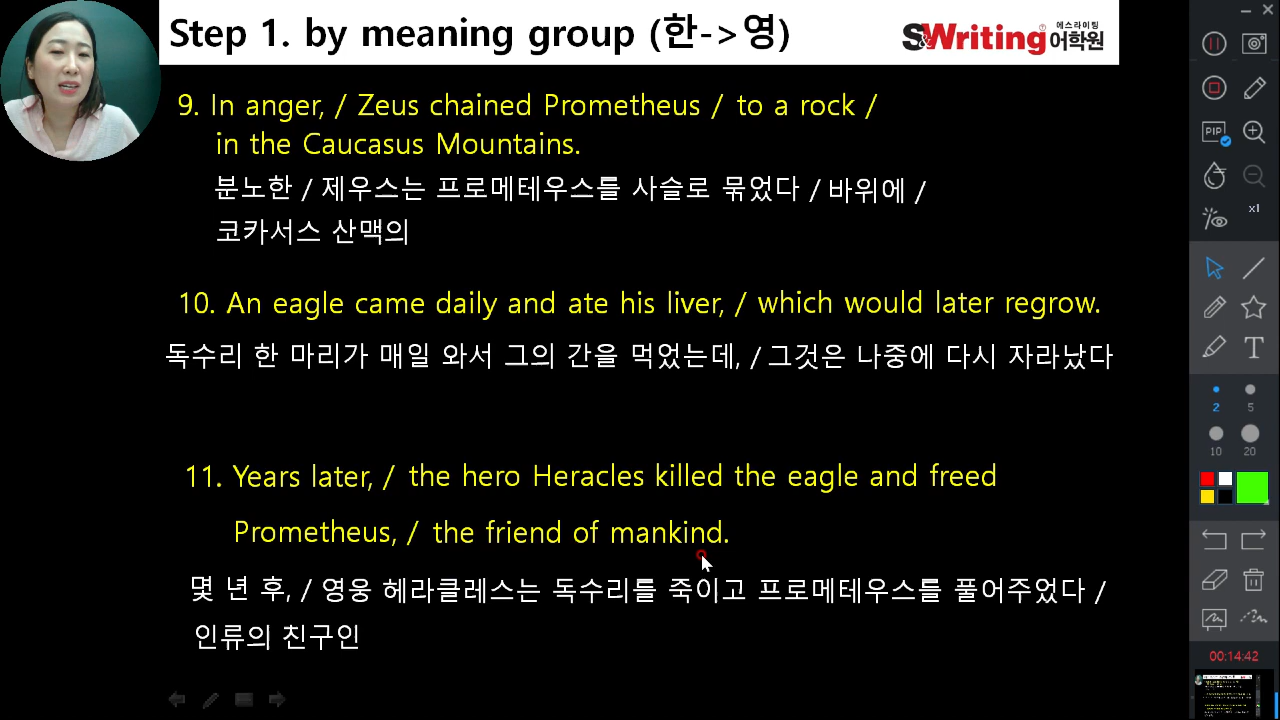 Step 1. by meaning group (한->영)
S&Writing 에스라이팅 어학원
9. In anger, / Zeus chained Prometheus / to a rock /
in the Caucasus Mountains.
분노한 / 제우스는 프로메테우스를 사슬로 묶었다 / 바위에 /
코카서스 산맥의
10. An eagle came daily and ate his liver, / which would later regrow.
독수리 한 마리가 매일 와서 그의 간을 먹었는데, / 그것은 나중에 다시 자라났다
11. Years later, / the hero Heracles killed the eagle and freed
Prometheus, / the friend of mankind.
몇 년 후, / 영웅 헤라클레스는 독수리를 죽이고 프로메테우스를 풀어주었다 /
인류의 친구인
PIP
x1
T
2 5
10 20
00:14:42